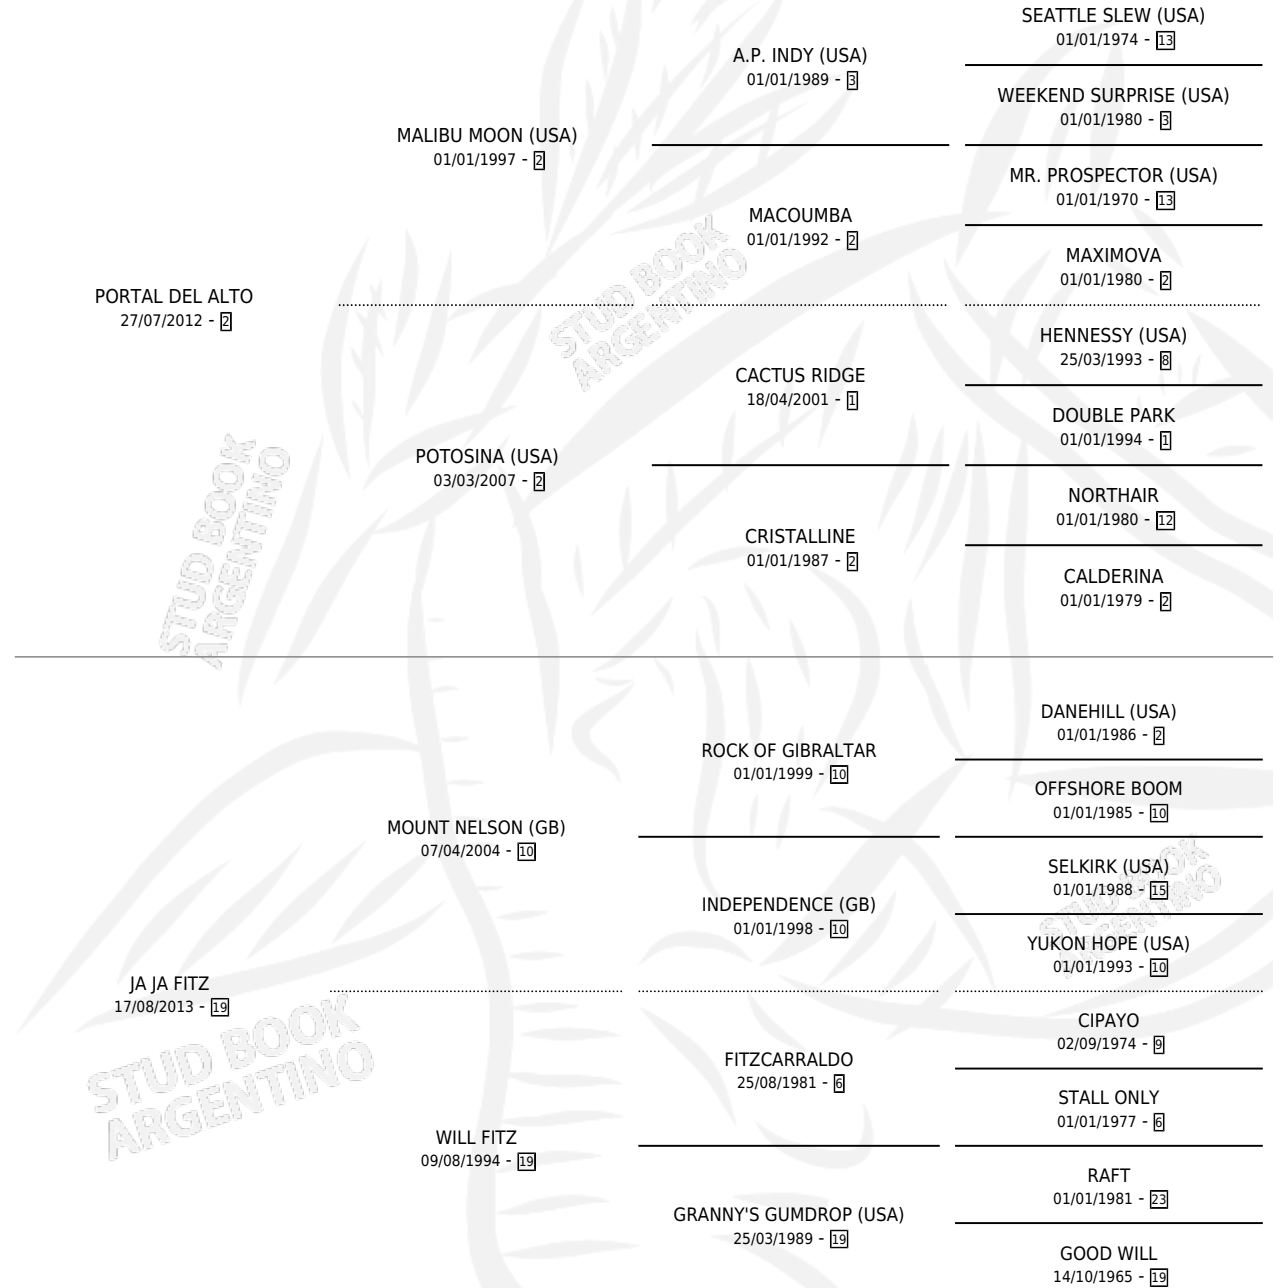 SEATTLE SLEW (USA)
01/01/1974 - 13
A.P. INDY (USA)
01/01/1989 - 3
WEEKEND SURPRISE (USA)
01/01/1980 - 3
MALIBU MOON (USA)
01/01/1997 - 2
MR. PROSPECTOR (USA)
01/01/1970 - 13
MACOUMBA
01/01/1992 - 2
MAXIMOVA
01/01/1980 - 2
PORTAL DEL ALTO
27/07/2012 - 2
HENNESSY (USA)
25/03/1993 - 8
CACTUS RIDGE
18/04/2001 - 1
DOUBLE PARK
01/01/1994 - 1
POTOSINA (USA)
03/03/2007 - 2
NORTHAIR
01/01/1980 - 12
CRISTALLINE
01/01/1987 - 2
CALDERINA
01/01/1979 - 2
DANEHILL (USA)
01/01/1986 - 2
ROCK OF GIBRALTAR
01/01/1999 - 10
OFFSHORE BOOM
01/01/1985 - 10
MOUNT NELSON (GB)
07/04/2004 - 10
SELKIRK (USA)
01/01/1988 - 15
INDEPENDENCE (GB)
01/01/1998 - 10
YUKON HOPE (USA)
01/01/1993 - 10
JA JA FITZ
17/08/2013 - 19
CIPAYO
02/09/1974 - 9
FITZCARRALDO
25/08/1981 - 6
STALL ONLY
01/01/1977 - 6
WILL FITZ
09/08/1994 - 19
RAFT
01/01/1981 - 23
GRANNY'S GUMDROP (USA)
25/03/1989 - 19
GOOD WILL
14/10/1965 - 19
STUD BOOK
ARGENTINO
STUD BOOK
ARGENTINO
STUD BOOK
ARGENTINO
STUD BOOK
ARGENTINO